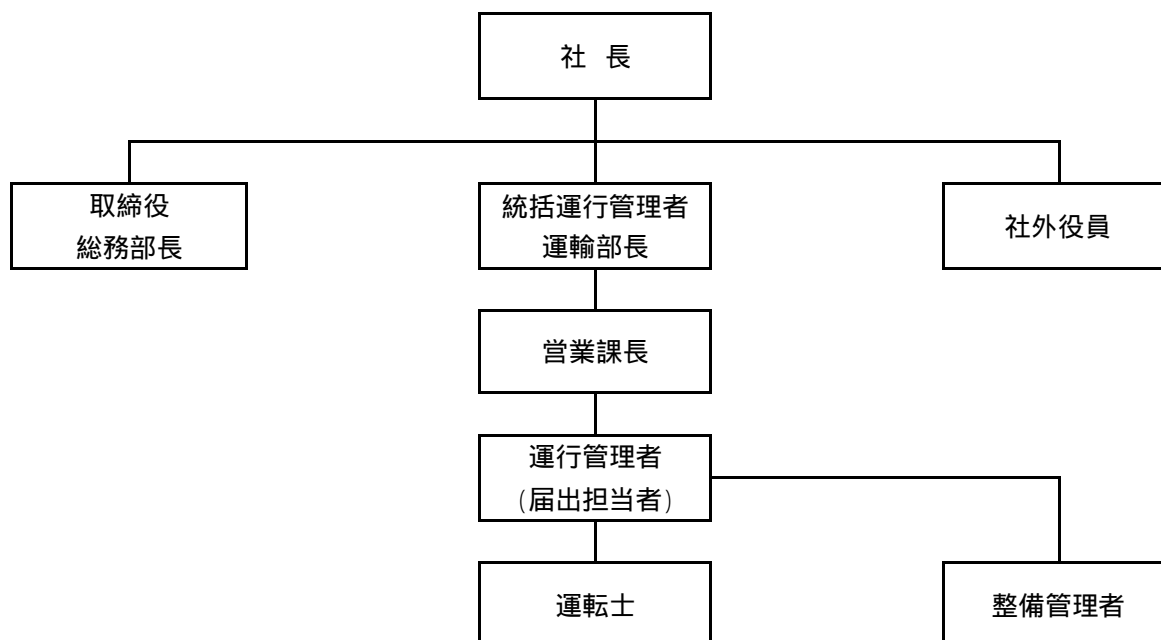 社 長
取締役
総務部長
統括運行管理者
運輸部長
社外役員
営業課長
運行管理者
(届出担当者)
運転士
整備管理者